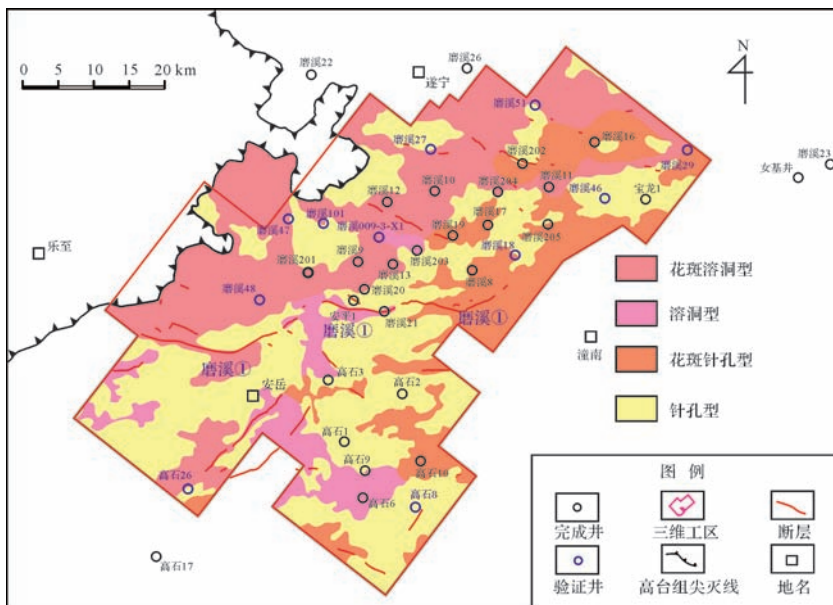 0 5 10 15 20 km
N
磨溪22
磨溪26
遂宁
磨溪51
磨溪27
磨溪16
磨溪202
磨溪29
磨溪23
女基井
磨溪10
磨溪204
磨溪11
磨溪46
宝龙1
磨溪12
磨溪101
磨溪47
磨溪009-3-X1
磨溪19
磨溪17
磨溪205
乐至
磨溪9
磨溪203
磨溪18
磨溪201
磨溪13
磨溪8
磨溪48
磨溪20
安平1
磨溪21
磨溪①
磨溪①
磨溪①
潼南
花斑溶洞型
溶洞型
花斑针孔型
针孔型
安岳
高石3
高石2
高石1
高石9
高石10
高石26
高石6
高石8
高石17
图 例
完成井
三维工区
断层
验证井
高台组尖灭线
地名